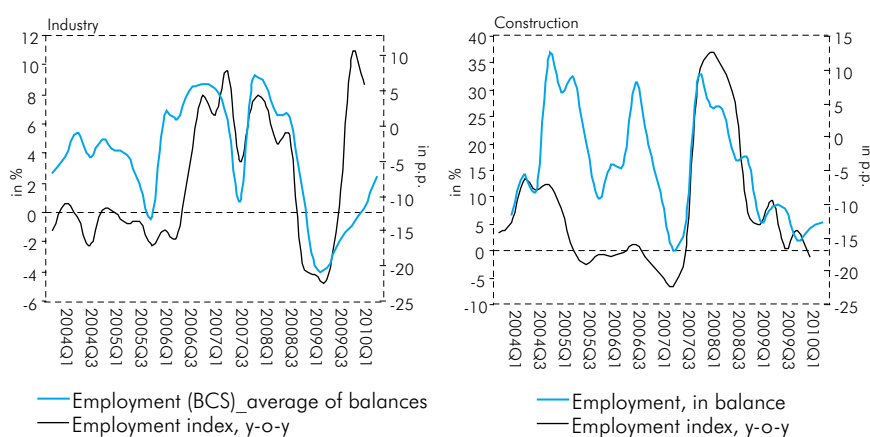 Industry
12
10
8
6
4
2
0
-2
-4
-6
in %
10
5
0
-5
-10
-15
-20
-25
in p.p.
2004Q1
2004Q3
2005Q1
2005Q3
2006Q1
2006Q3
2007Q1
2007Q3
2008Q1
2008Q3
2009Q1
2009Q3
2010Q1
Employment (BCS)_average of balances
Employment index, y-o-y
Construction
40
35
30
25
20
15
10
5
0
-5
-10
in %
15
10
5
0
-5
-10
-15
-20
-25
in p.p.
2004Q1
2004Q3
2005Q1
2005Q3
2006Q1
2006Q3
2007Q1
2007Q3
2008Q1
2008Q3
2009Q1
2009Q3
2010Q1
Employment, in balance
Employment index, y-o-y